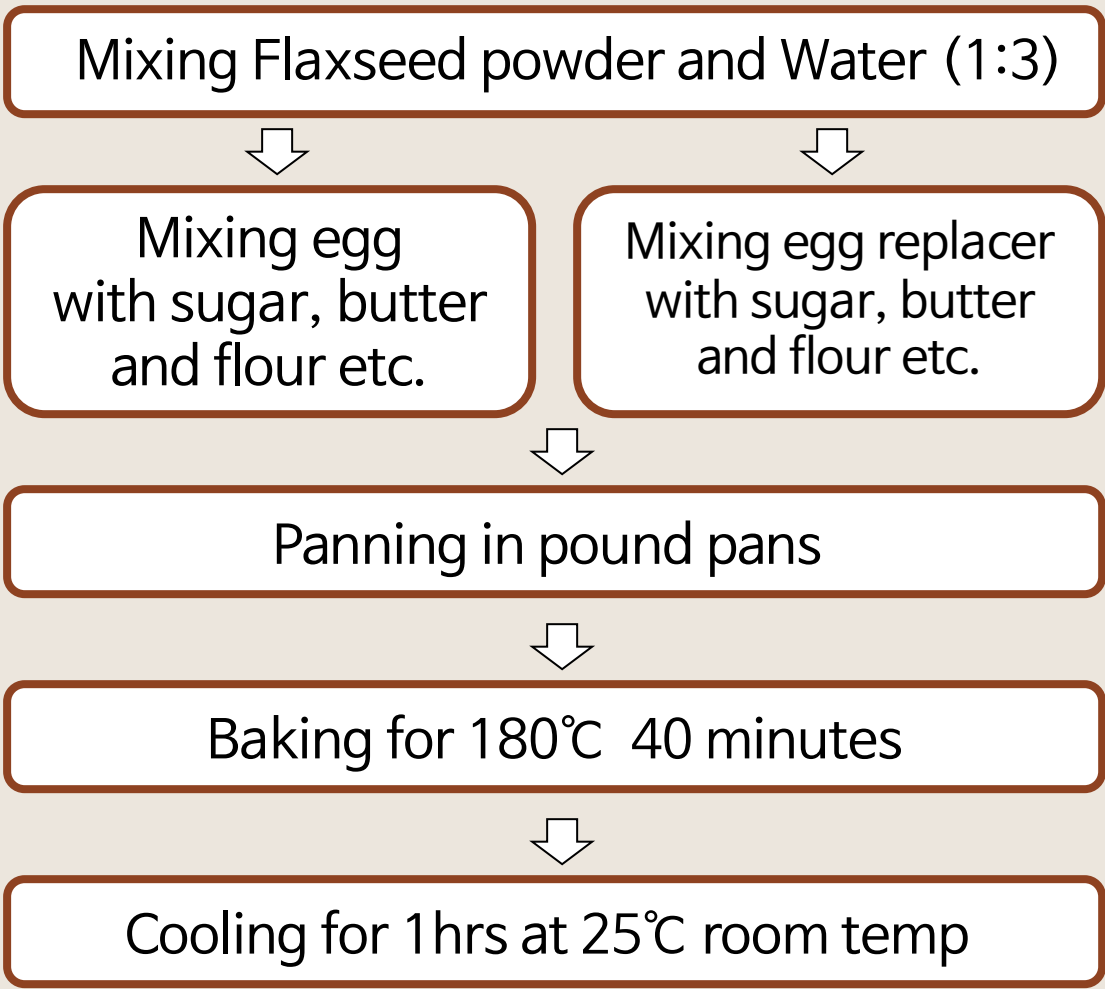 Mixing Flaxseed powder and Water (1:3)
Mixing egg
with sugar, butter
and flour etc.
Mixing egg replacer
with sugar, butter
and flour etc.
Panning in pound pans
Baking for 180℃ 40 minutes
Cooling for 1hrs at 25℃ room temp